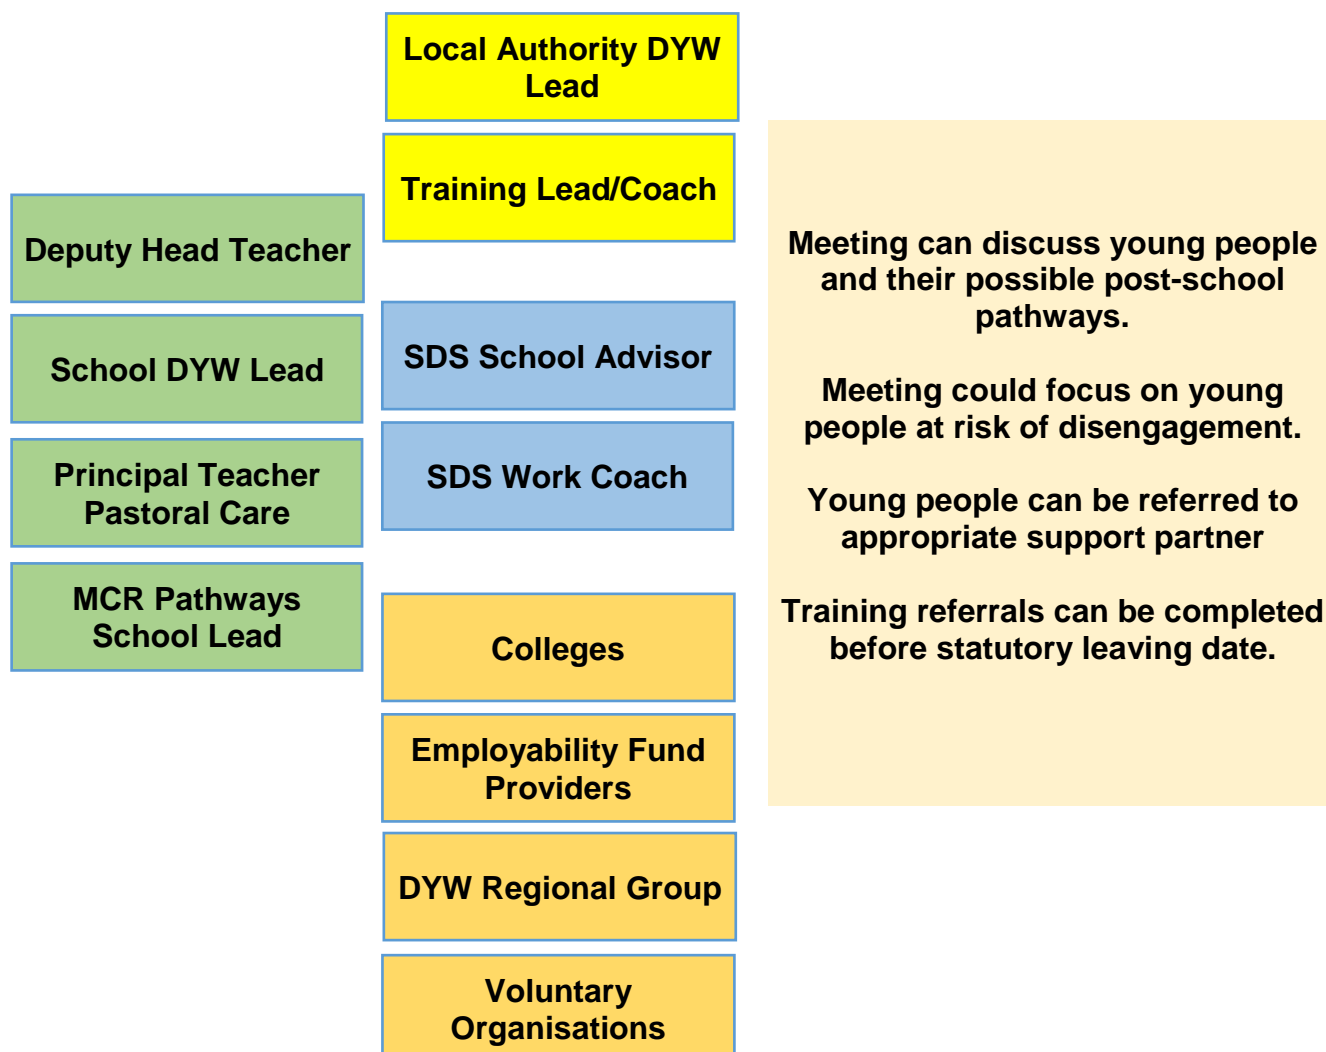 Local Authority DYW
Lead
Training Lead/Coach
Deputy Head Teacher
School DYW Lead
Principal Teacher
Pastoral Care
MCR Pathways
School Lead
SDS School Advisor
SDS Work Coach
Colleges
Employability Fund
Providers
DYW Regional Group
Voluntary
Organisations
Meeting can discuss young people
and their possible post-school
pathways.
Meeting could focus on young
people at risk of disengagement.
Young people can be referred to
appropriate support partner
Training referrals can be completed
before statutory leaving date.